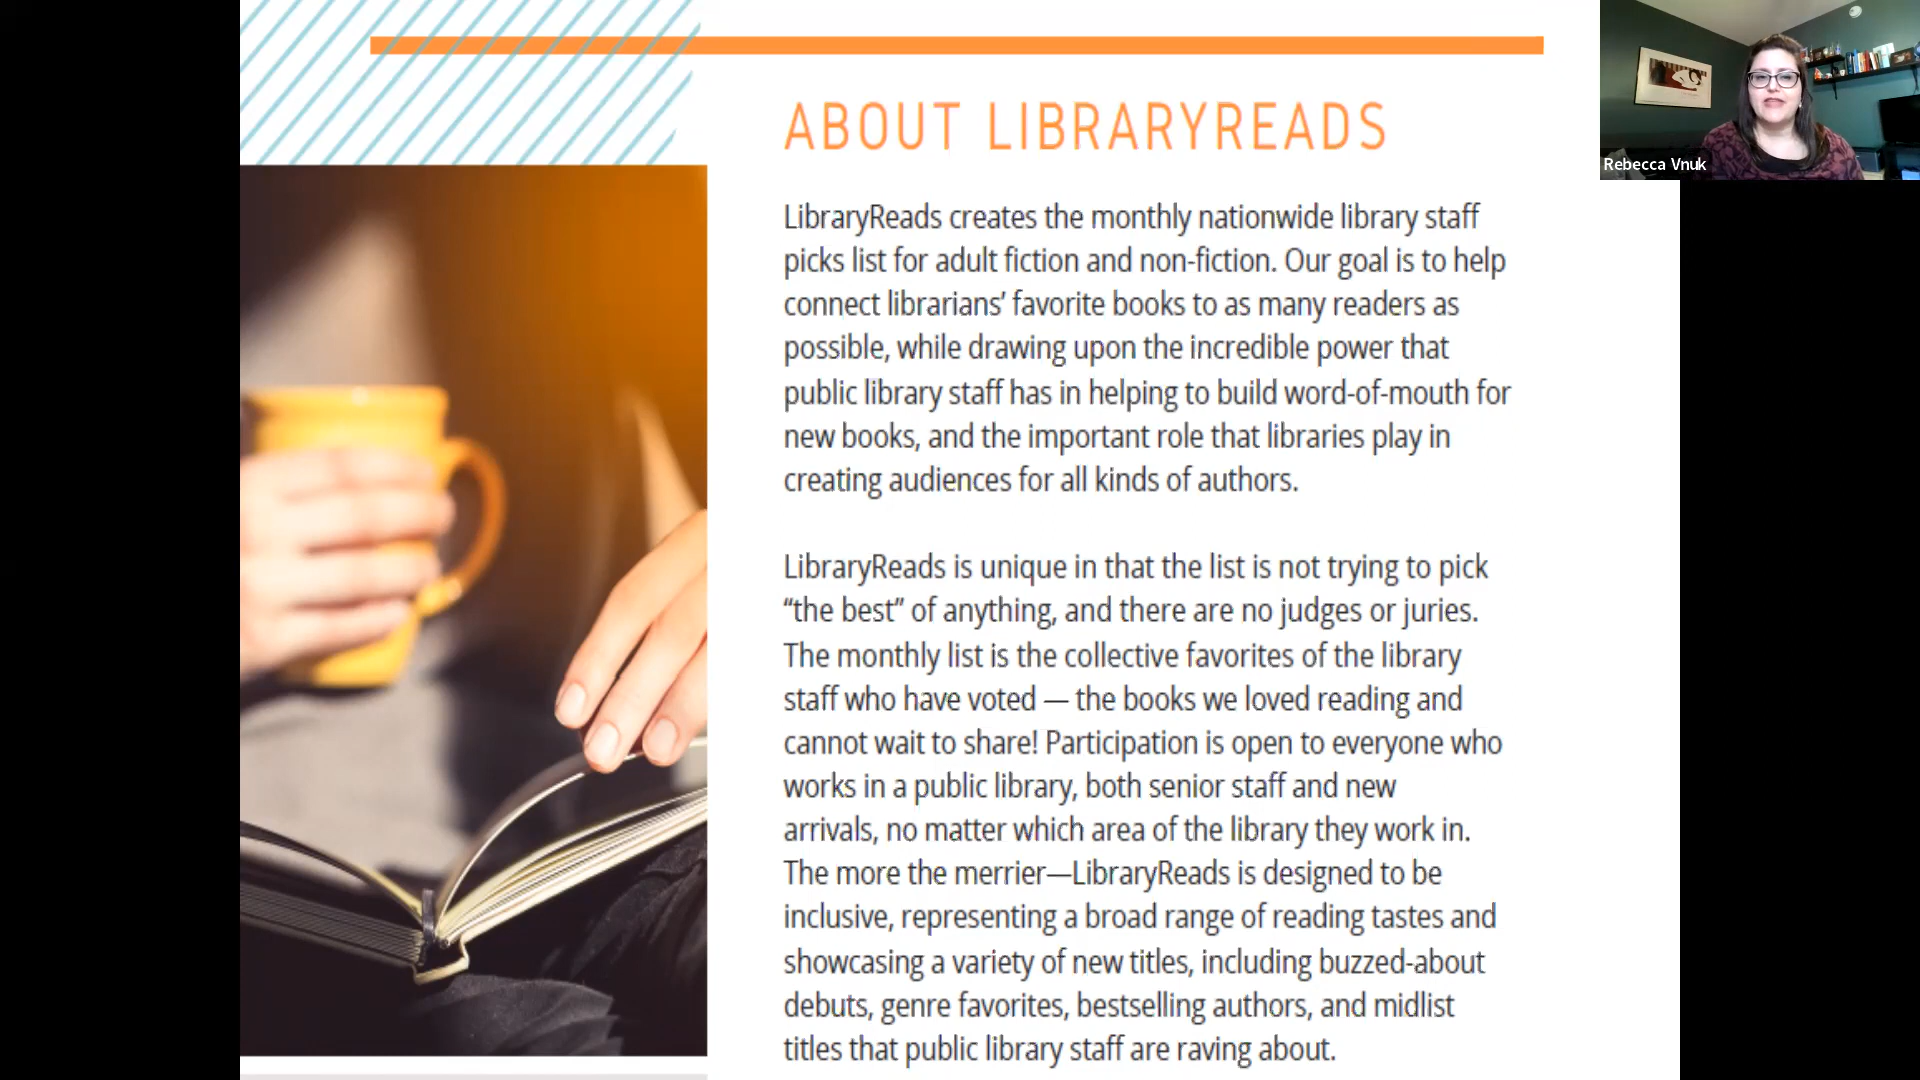 ABOUT LIBRARYREADS
Rebecca Vnuk
LibraryReads creates the monthly nationwide library staff
picks list for adult fiction and non-fiction. Our goal is to help
connect librarians’ favorite books to as many readers as
possible, while drawing upon the incredible power that
public library staff has in helping to build word-of-mouth for
new books, and the important role that libraries play in
creating audiences for all kinds of authors.
LibraryReads is unique in that the list is not trying to pick
“the best” of anything, and there are no judges or juries.
The monthly list is the collective favorites of the library
staff who have voted — the books we loved reading and
cannot wait to share! Participation is open to everyone who
works in a public library, both senior staff and new
arrivals, no matter which area of the library they work in.
The more the merrier—LibraryReads is designed to be
inclusive, representing a broad range of reading tastes and
showcasing a variety of new titles, including buzzed-about
debuts, genre favorites, bestselling authors, and midlist
titles that public library staff are raving about.